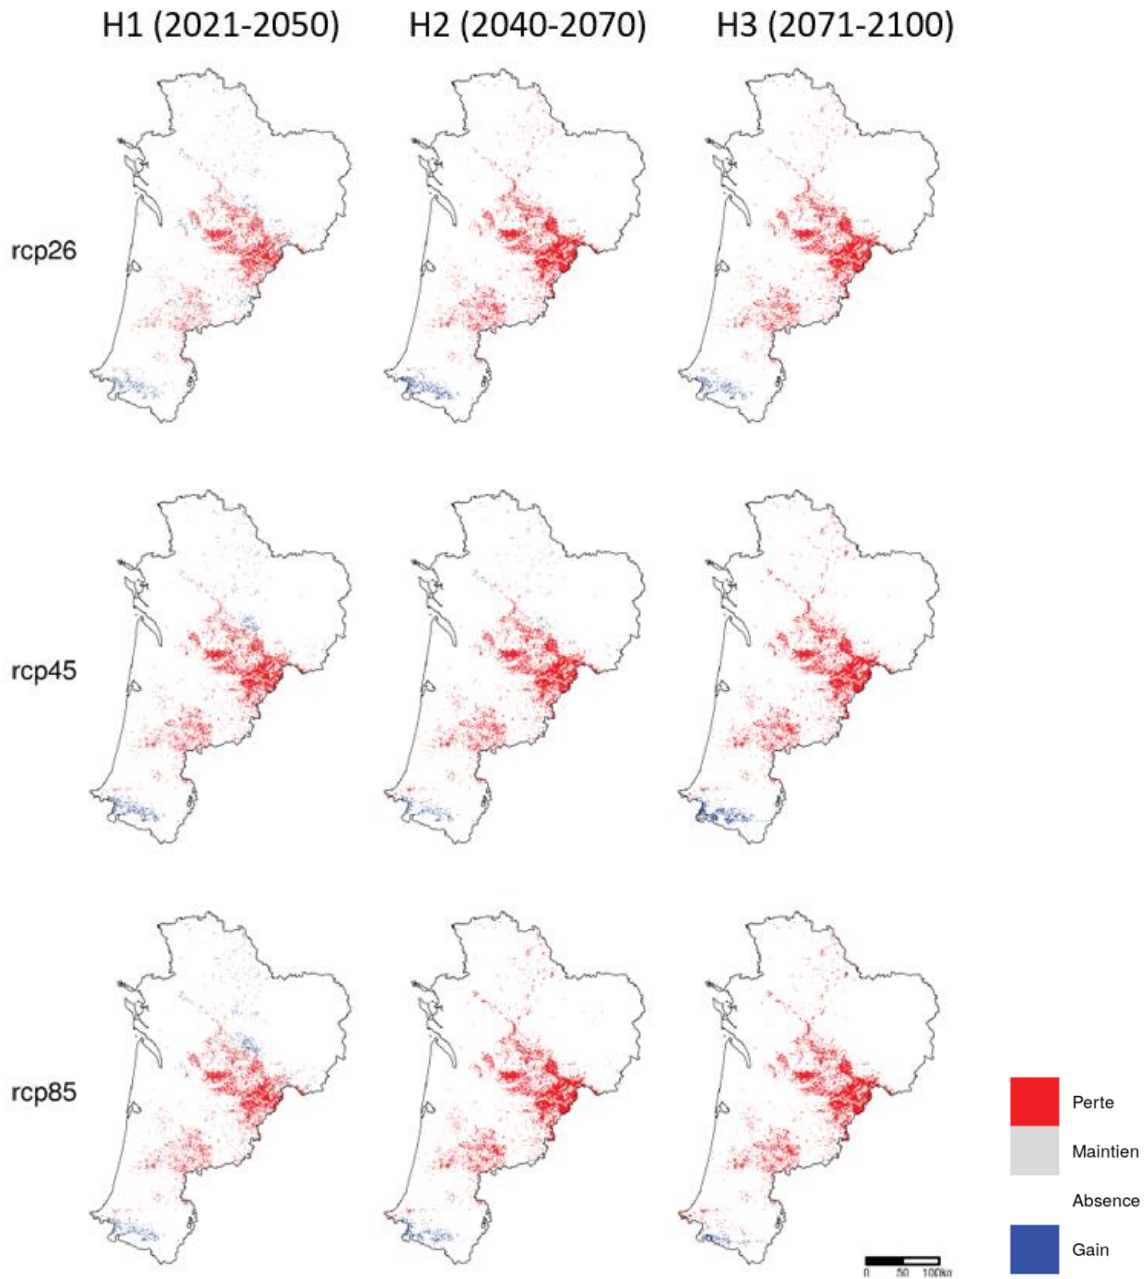 H1 (2021-2050) H2 (2040-2070) H3 (2071-2100)
rcp26
rcp45
rcp85
Perte
Maintien
Absence
Gain
0 50 100km